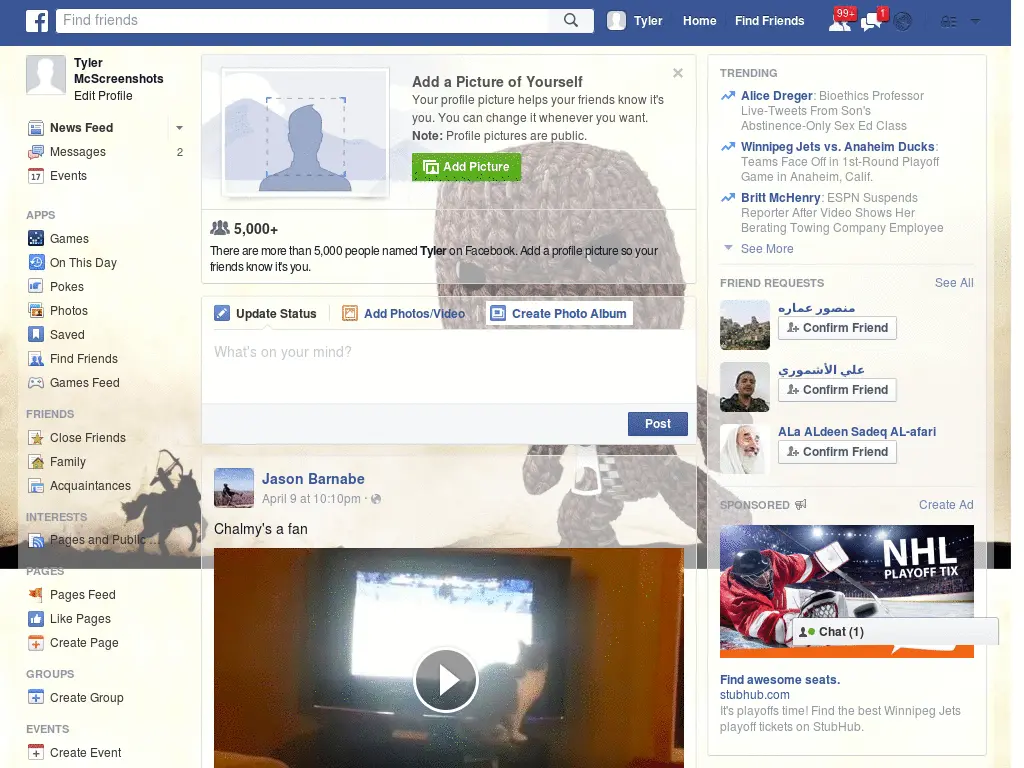 f
Find friends
Tyler
Home
Find Friends
99+
1
Tyler
McScreenshots
Edit Profile
News Feed
Messages
2
17
Events
APPS
Games
On This Day
Pokes
Photos
Saved
Find Friends
Games Feed
FRIENDS
Close Friends
Family
Acquaintances
INTERESTS
Pages and Public ...
PAGES
Pages Feed
Like Pages
Create Page
GROUPS
Create Group
EVENTS
Create Event
Add a Picture of Yourself
Your profile picture helps your friends know it's
you. You can change it whenever you want.
Note: Profile pictures are public.
Add Picture
5,000+
There are more than 5,000 people named Tyler on Facebook. Add a profile picture so your
friends know it's you.
Update Status
Add Photos/Video
Create Photo Album
What's on your mind?
Post
Jason Barnabe
April 9 at 10:10pm ·
Chalmy's a fan
TRENDING
Alice Dreger: Bioethics Professor
Live-Tweets From Son's
Abstinence-Only Sex Ed Class
Winnipeg Jets vs. Anaheim Ducks:
Teams Face Off in 1st-Round Playoff
Game in Anaheim, Calif.
Britt McHenry: ESPN Suspends
Reporter After Video Shows Her
Berating Towing Company Employee
See More
FRIEND REQUESTS
See All
منصور عماره
Confirm Friend
علي الأشموري
Confirm Friend
ALa ALdeen Sadeq AL-afari
Confirm Friend
SPONSORED
Create Ad
NHL
PLAYOFF TIX
Chat (1)
Find awesome seats.
stubhub.com
It's playoffs time! Find the best Winnipeg Jets
playoff tickets on StubHub.